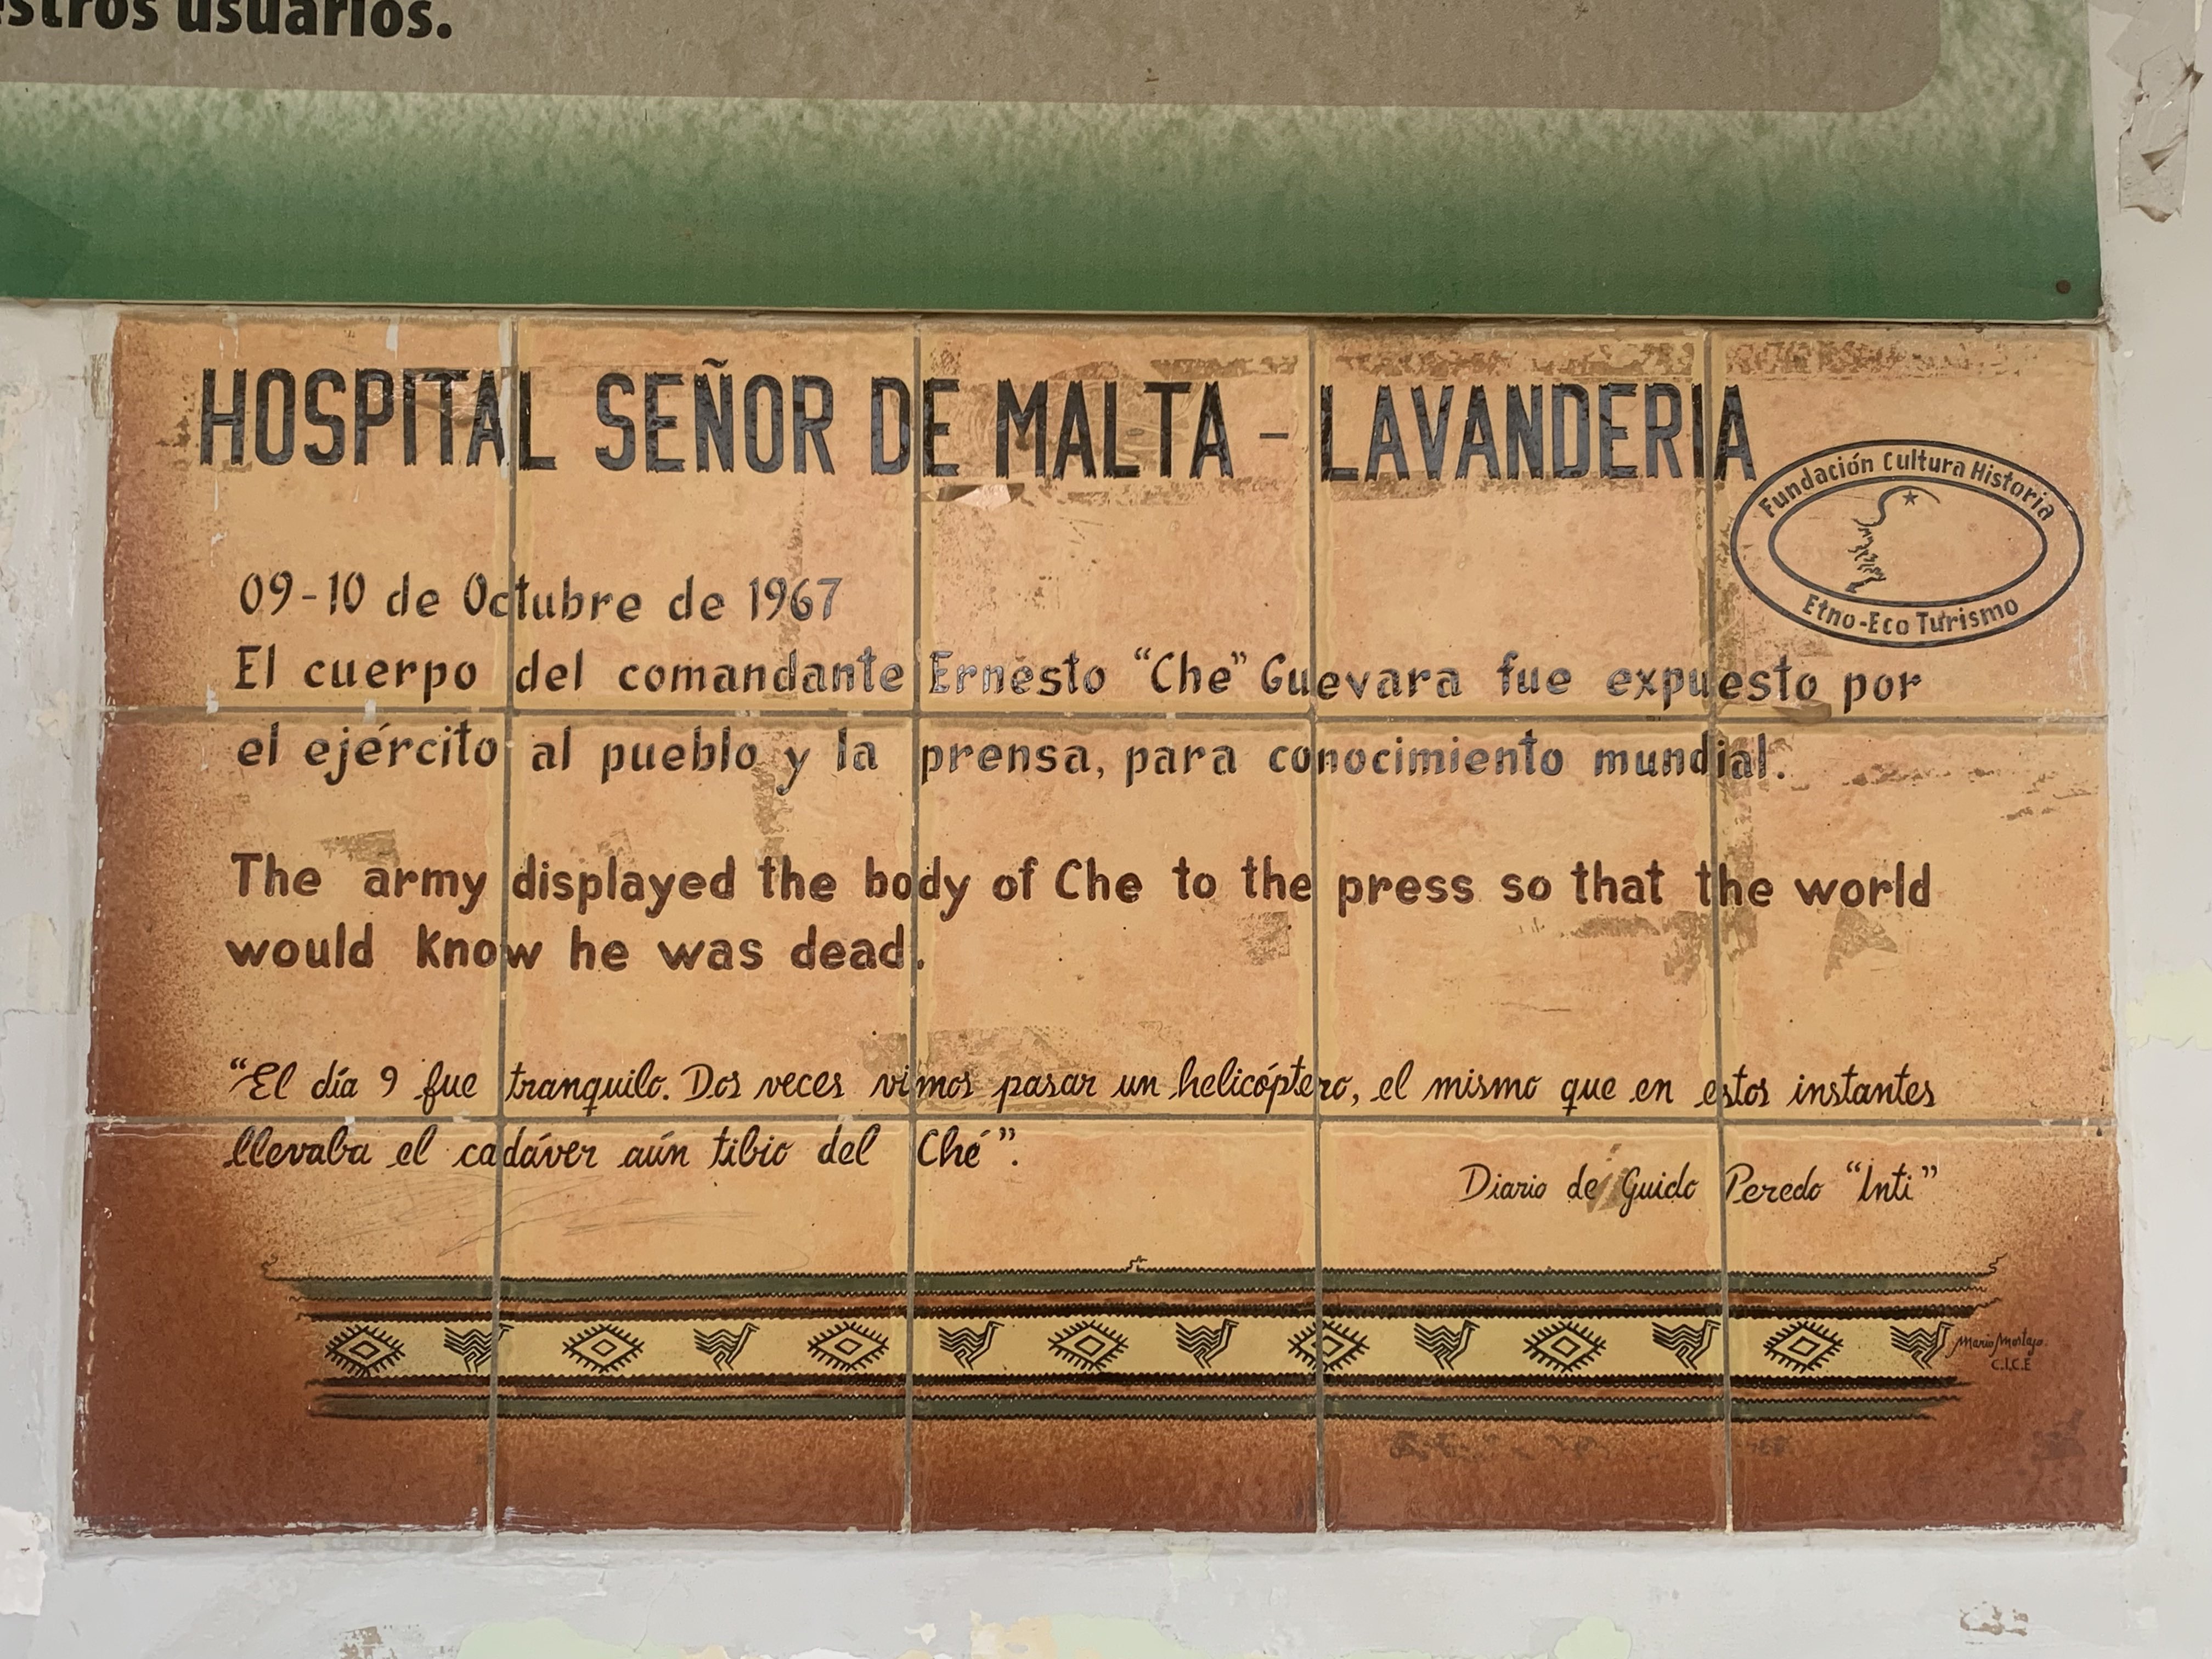 estros usuarios.
HOSPITAL SEÑOR DE MALTA - LAVANDERIA
Fundación Cultura Historia
Etno-Eco Turismo
09-10 de Octubre de 1967
El cuerpo del comandante Ernesto "Che" Guevara fue expuesto por
el ejército al pueblo y la prensa, para conocimiento mundial.
The army displayed the body of Che to the press so that the world
would know he was dead.
"El día 9 fue tranquilo. Dos veces vimos pasar un helicóptero, el mismo que en estos instantes
llevaba el cadáver aún tibio del Ché".
Diario de Guido Peredo "Inti"
Mario Mostajo
C.I.C.E